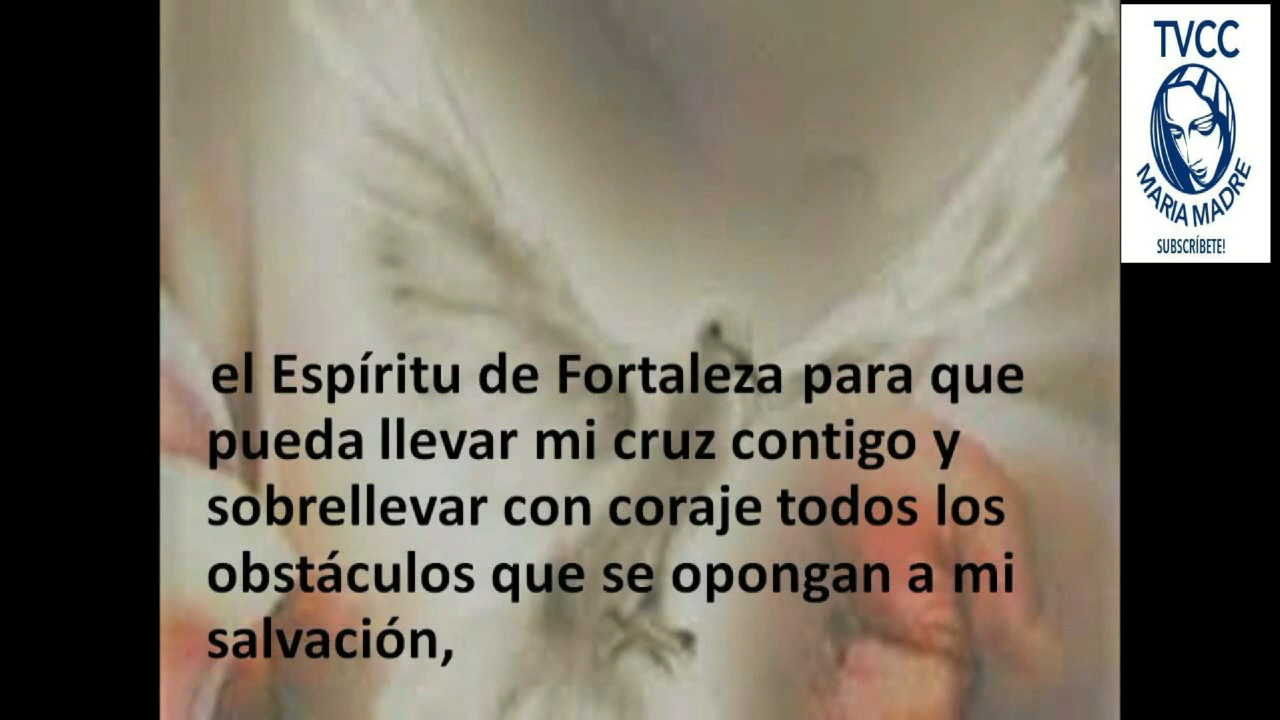 el Espíritu de Fortaleza para que
pueda llevar mi cruz contigo y
sobrellevar con coraje todos los
obstáculos que se opongan a mi
salvación,
TVCC
MARIA MADRE
SUBSCRÍBETE!